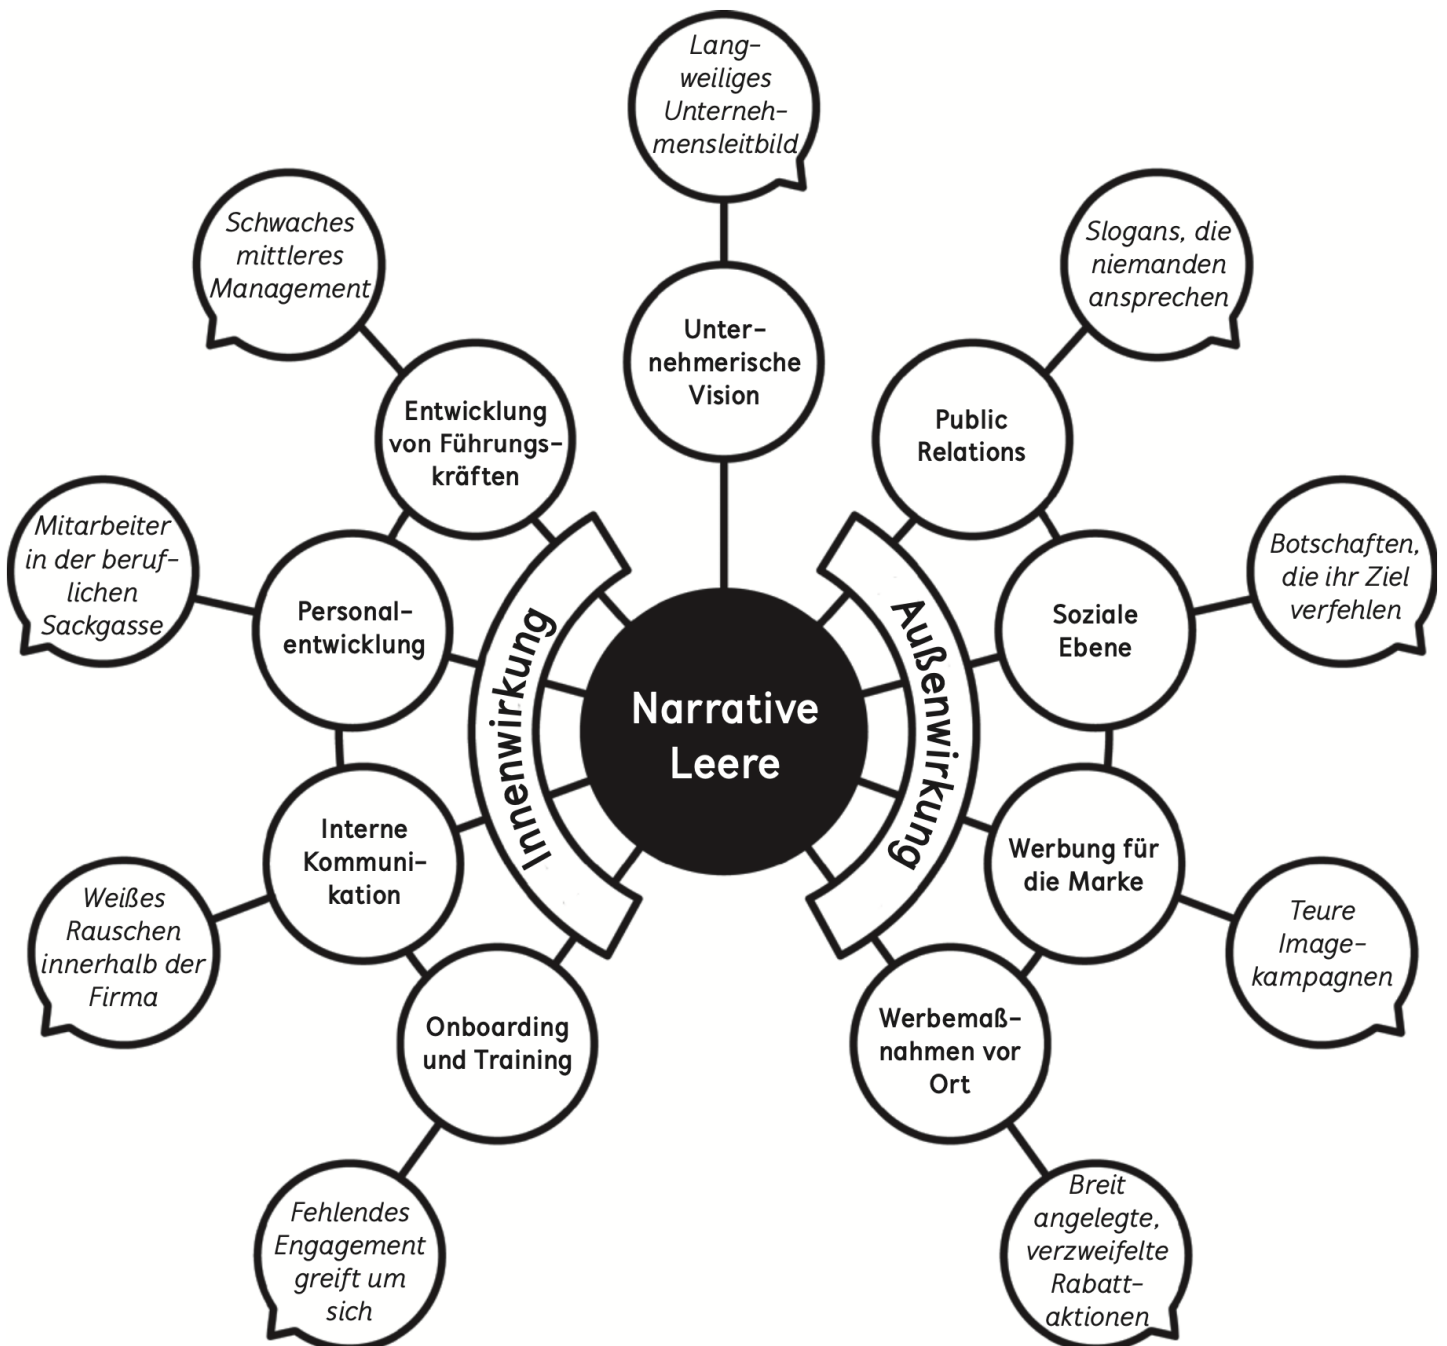 Lang-
weiliges
Unterneh-
mensleitbild
Unter-
nehmerische
Vision
Schwaches
mittleres
Management
Entwicklung
von Führungs-
kräften
Mitarbeiter
in der beruf-
lichen
Sackgasse
Personal-
entwicklung
Weißes
Rauschen
innerhalb der
Firma
Interne
Kommuni-
kation
Fehlendes
Engagement
greift um
sich
Onboarding
und Training
Innenwirkung
Narrative
Leere
Außenwirkung
Slogans, die
niemanden
ansprechen
Public
Relations
Botschaften,
die ihr Ziel
verfehlen
Soziale
Ebene
Teure
Image-
kampagnen
Werbung für
die Marke
Breit
angelegte,
verzweifelte
Rabatt-
aktionen
Werbemaß-
nahmen vor
Ort